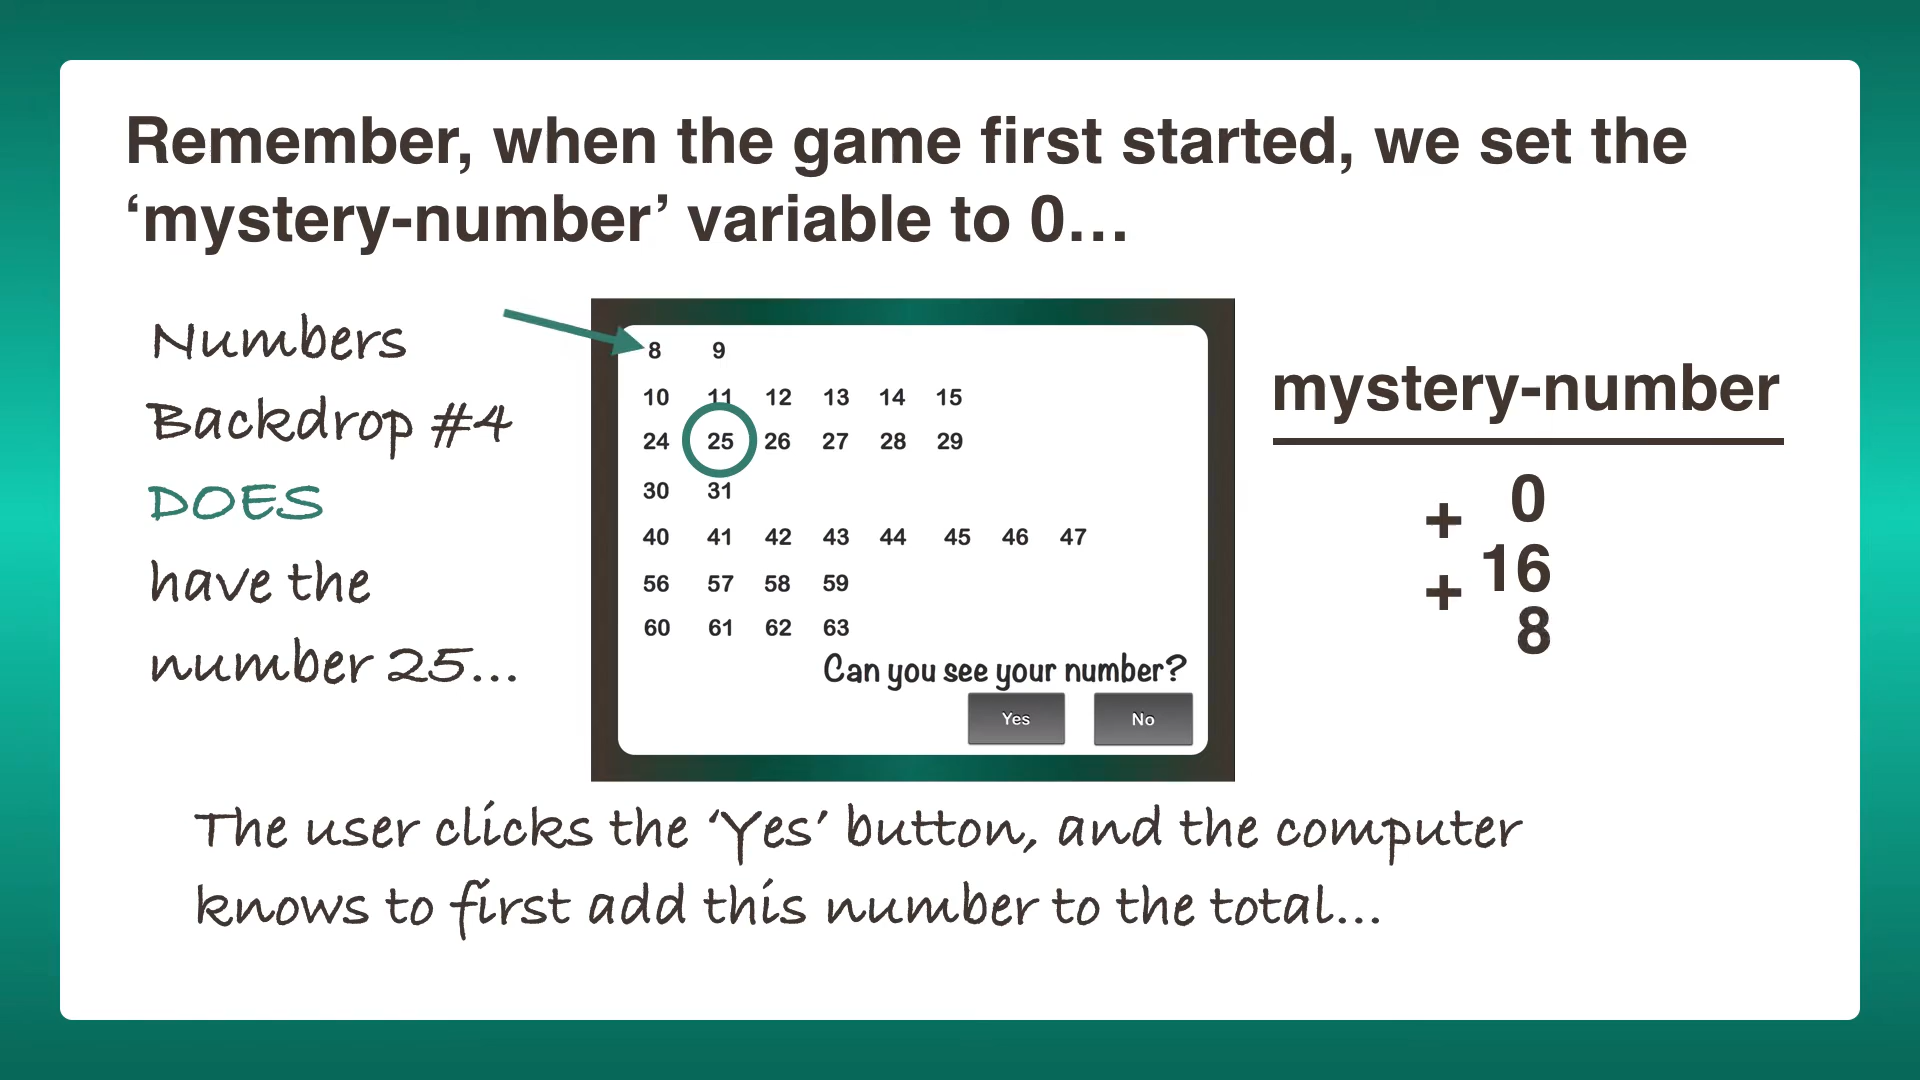 Remember, when the game first started, we set the
‘mystery-number’ variable to 0…
Numbers
Backdrop #4
DOES
have the
number 25…
8 9
10 11 12 13 14 15
24 25 26 27 28 29
30 31
40 41 42 43 44 45 46 47
56 57 58 59
60 61 62 63
Can you see your number?
Yes No
mystery-number
0
+
16
+
8
The user clicks the ‘Yes’ button, and the computer
knows to first add this number to the total…